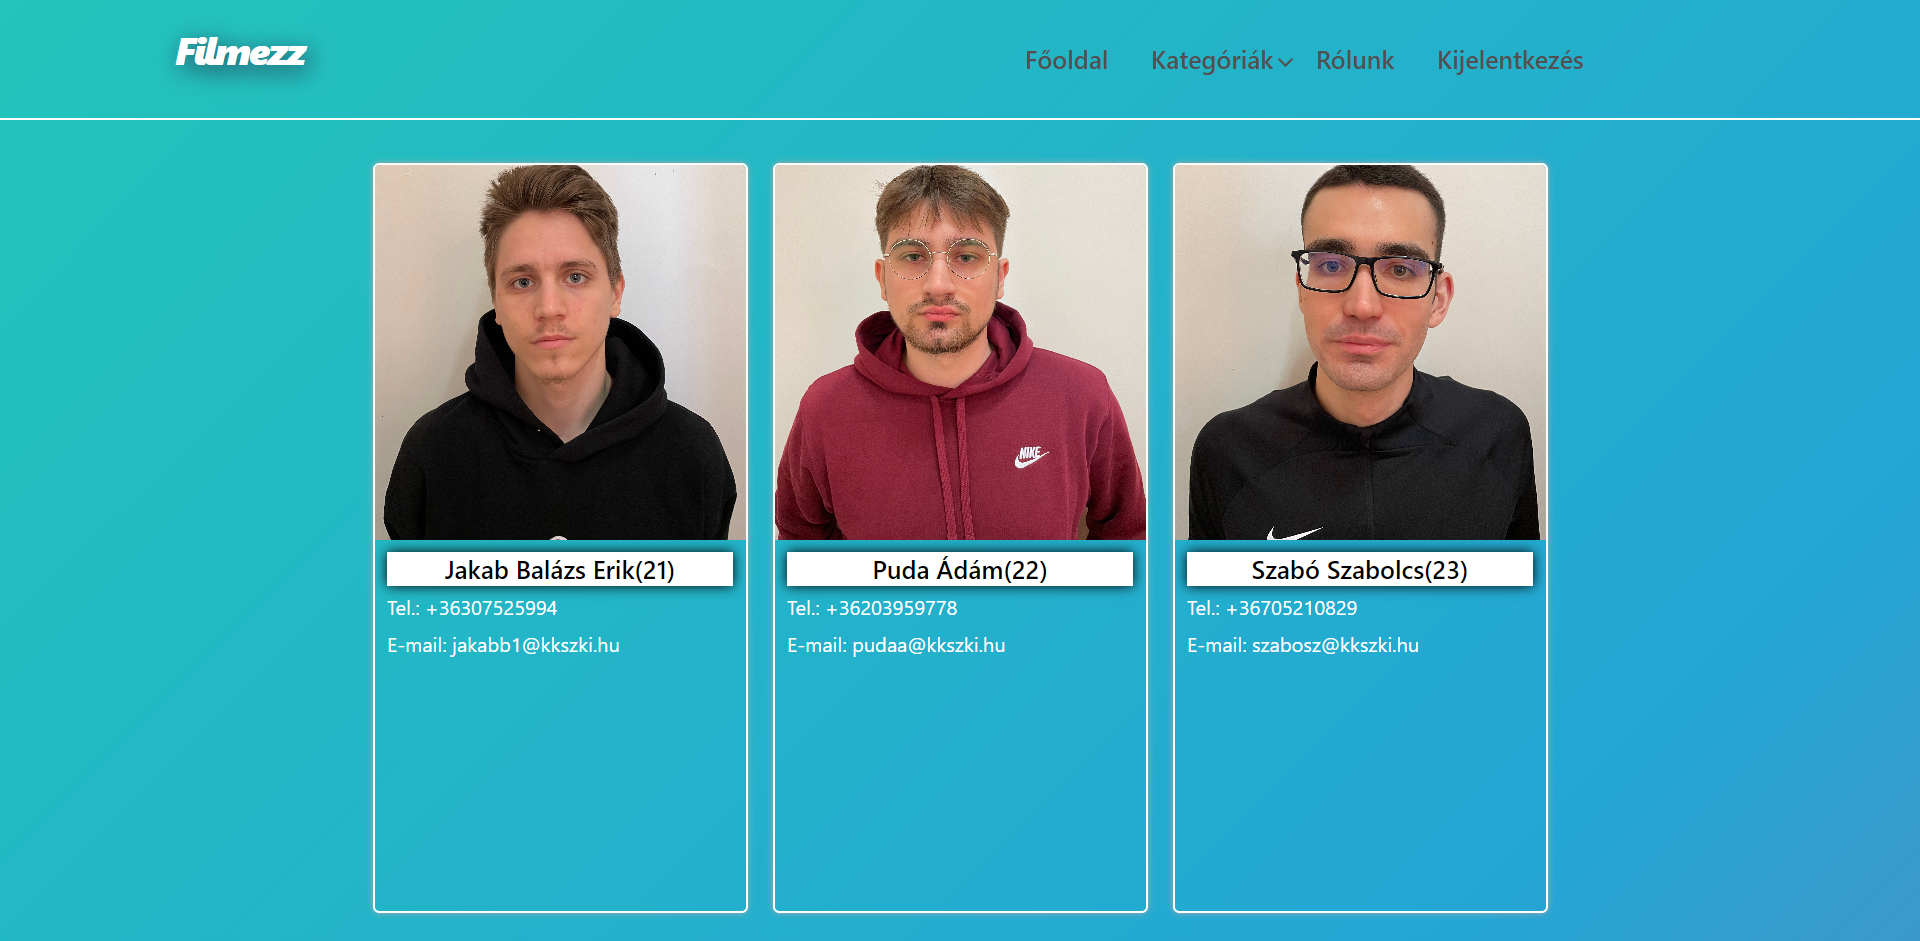 Filmezz
Főoldal Kategóriák Rólunk Kijelentkezés
NIKE
Jakab Balázs Erik(21)
Tel.: +36307525994
E-mail: jakabb1@kkszki.hu
Puda Ádám(22)
Tel.: +36203959778
E-mail: pudaa@kkszki.hu
Szabó Szabolcs(23)
Tel.: +36705210829
E-mail: szabosz@kkszki.hu